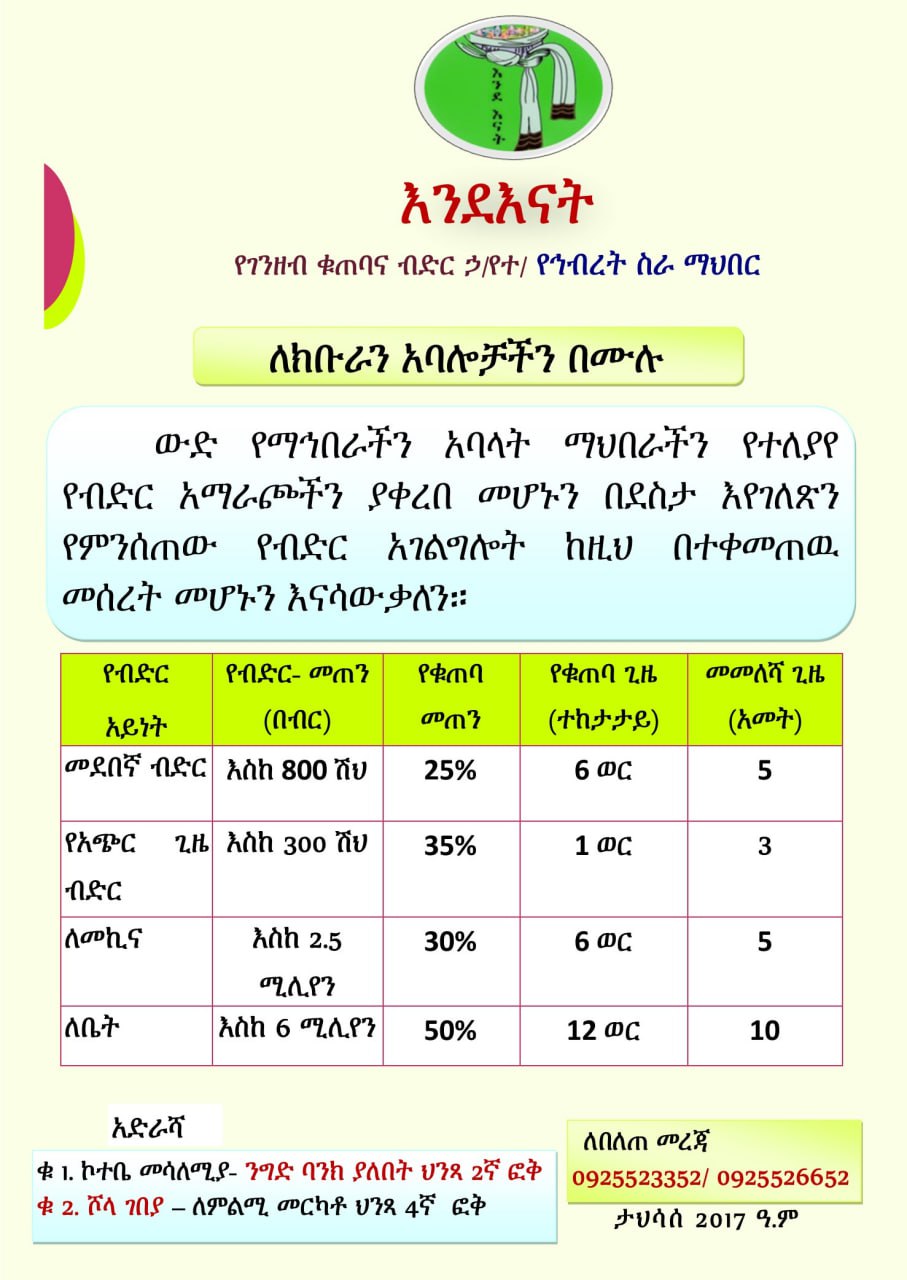 እንደ እናት
እንደእናት
የገንዘብ ቁጠባና ብድር ኃ/የተ/ የኅብረት ስራ ማህበር
ለክቡራን አባሎቻችን በሙሉ
ውድ የማኅበራችን አባላት ማህበራችን የተለያየ
የብድር አማራጮችን ያቀረበ መሆኑን በደስታ እየገለጽን
የምንሰጠው የብድር አገልግሎት ከዚህ በተቀመጠዉ
መሰረት መሆኑን እናሳውቃለን።
የብድር አይነት የብድር- መጠን (በብር) የቁጠባ መጠን የቁጠባ ጊዜ (ተከታታይ) መመለሻ ጊዜ (አመት)
መደበኛ ብድር እስከ 800 ሽህ 25% 6 ወር 5
የአጭር ጊዜ ብድር እስከ 300 ሽህ 35% 1 ወር 3
ለመኪና እስከ 2.5 ሚሊየን 30% 6 ወር 5
ለቤት እስከ 6 ሚሊየን 50% 12 ወር 10
አድራሻ
ቁ 1. ኮተቤ መሳለሚያ- ንግድ ባንክ ያለበት ህንጻ 2ኛ ፎቅ
ቁ 2. ሾላ ገበያ – ለምልሚ መርካቶ ህንጻ 4ኛ ፎቅ
ለበለጠ መረጃ
0925523352/ 0925526652
ታህሳሰ 2017 ዓ.ም